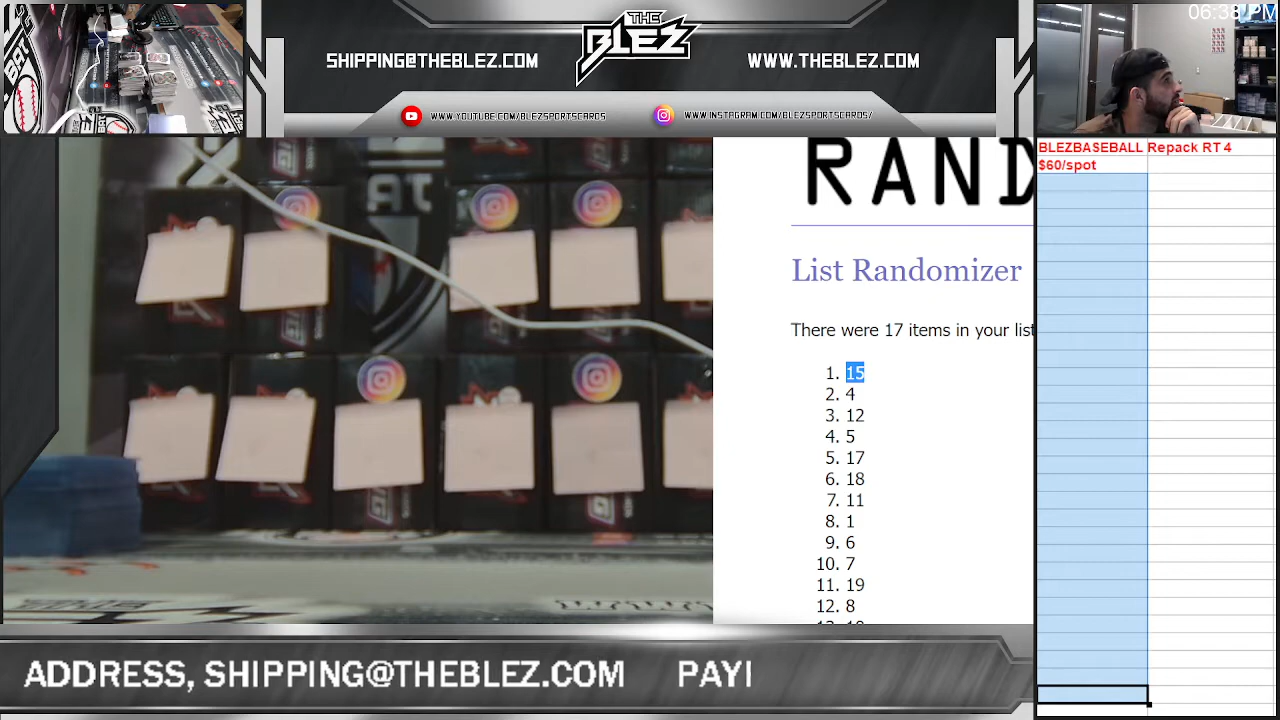 THE
BLEZ
SHIPPING@THEBLEZ.COM
WWW.THEBLEZ.COM
WWW.YOUTUBE.COM/BLEZSPORTSCARDS
WWW.INSTAGRAM.COM/BLEZSPORTSCARDS/
06:38 PM
BLEZBASEBALL Repack RT 4
$60/spot
RAND
List Randomizer
There were 17 items in your list
1. 15
2. 4
3. 12
4. 5
5. 17
6. 18
7. 11
8. 1
9. 6
10. 7
11. 19
12. 8
ADDRESS, SHIPPING@THEBLEZ.COM PAYI